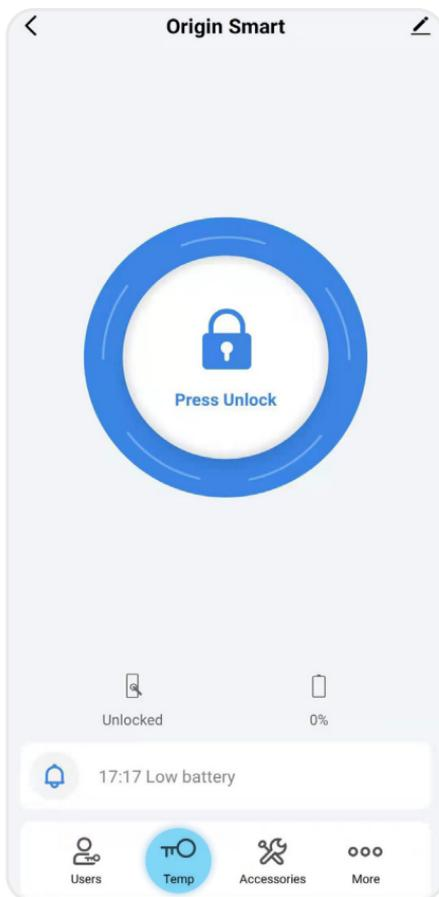 Origin Smart
Press Unlock
Unlocked
0%
17:17 Low battery
Users
Temp
Accessories
More